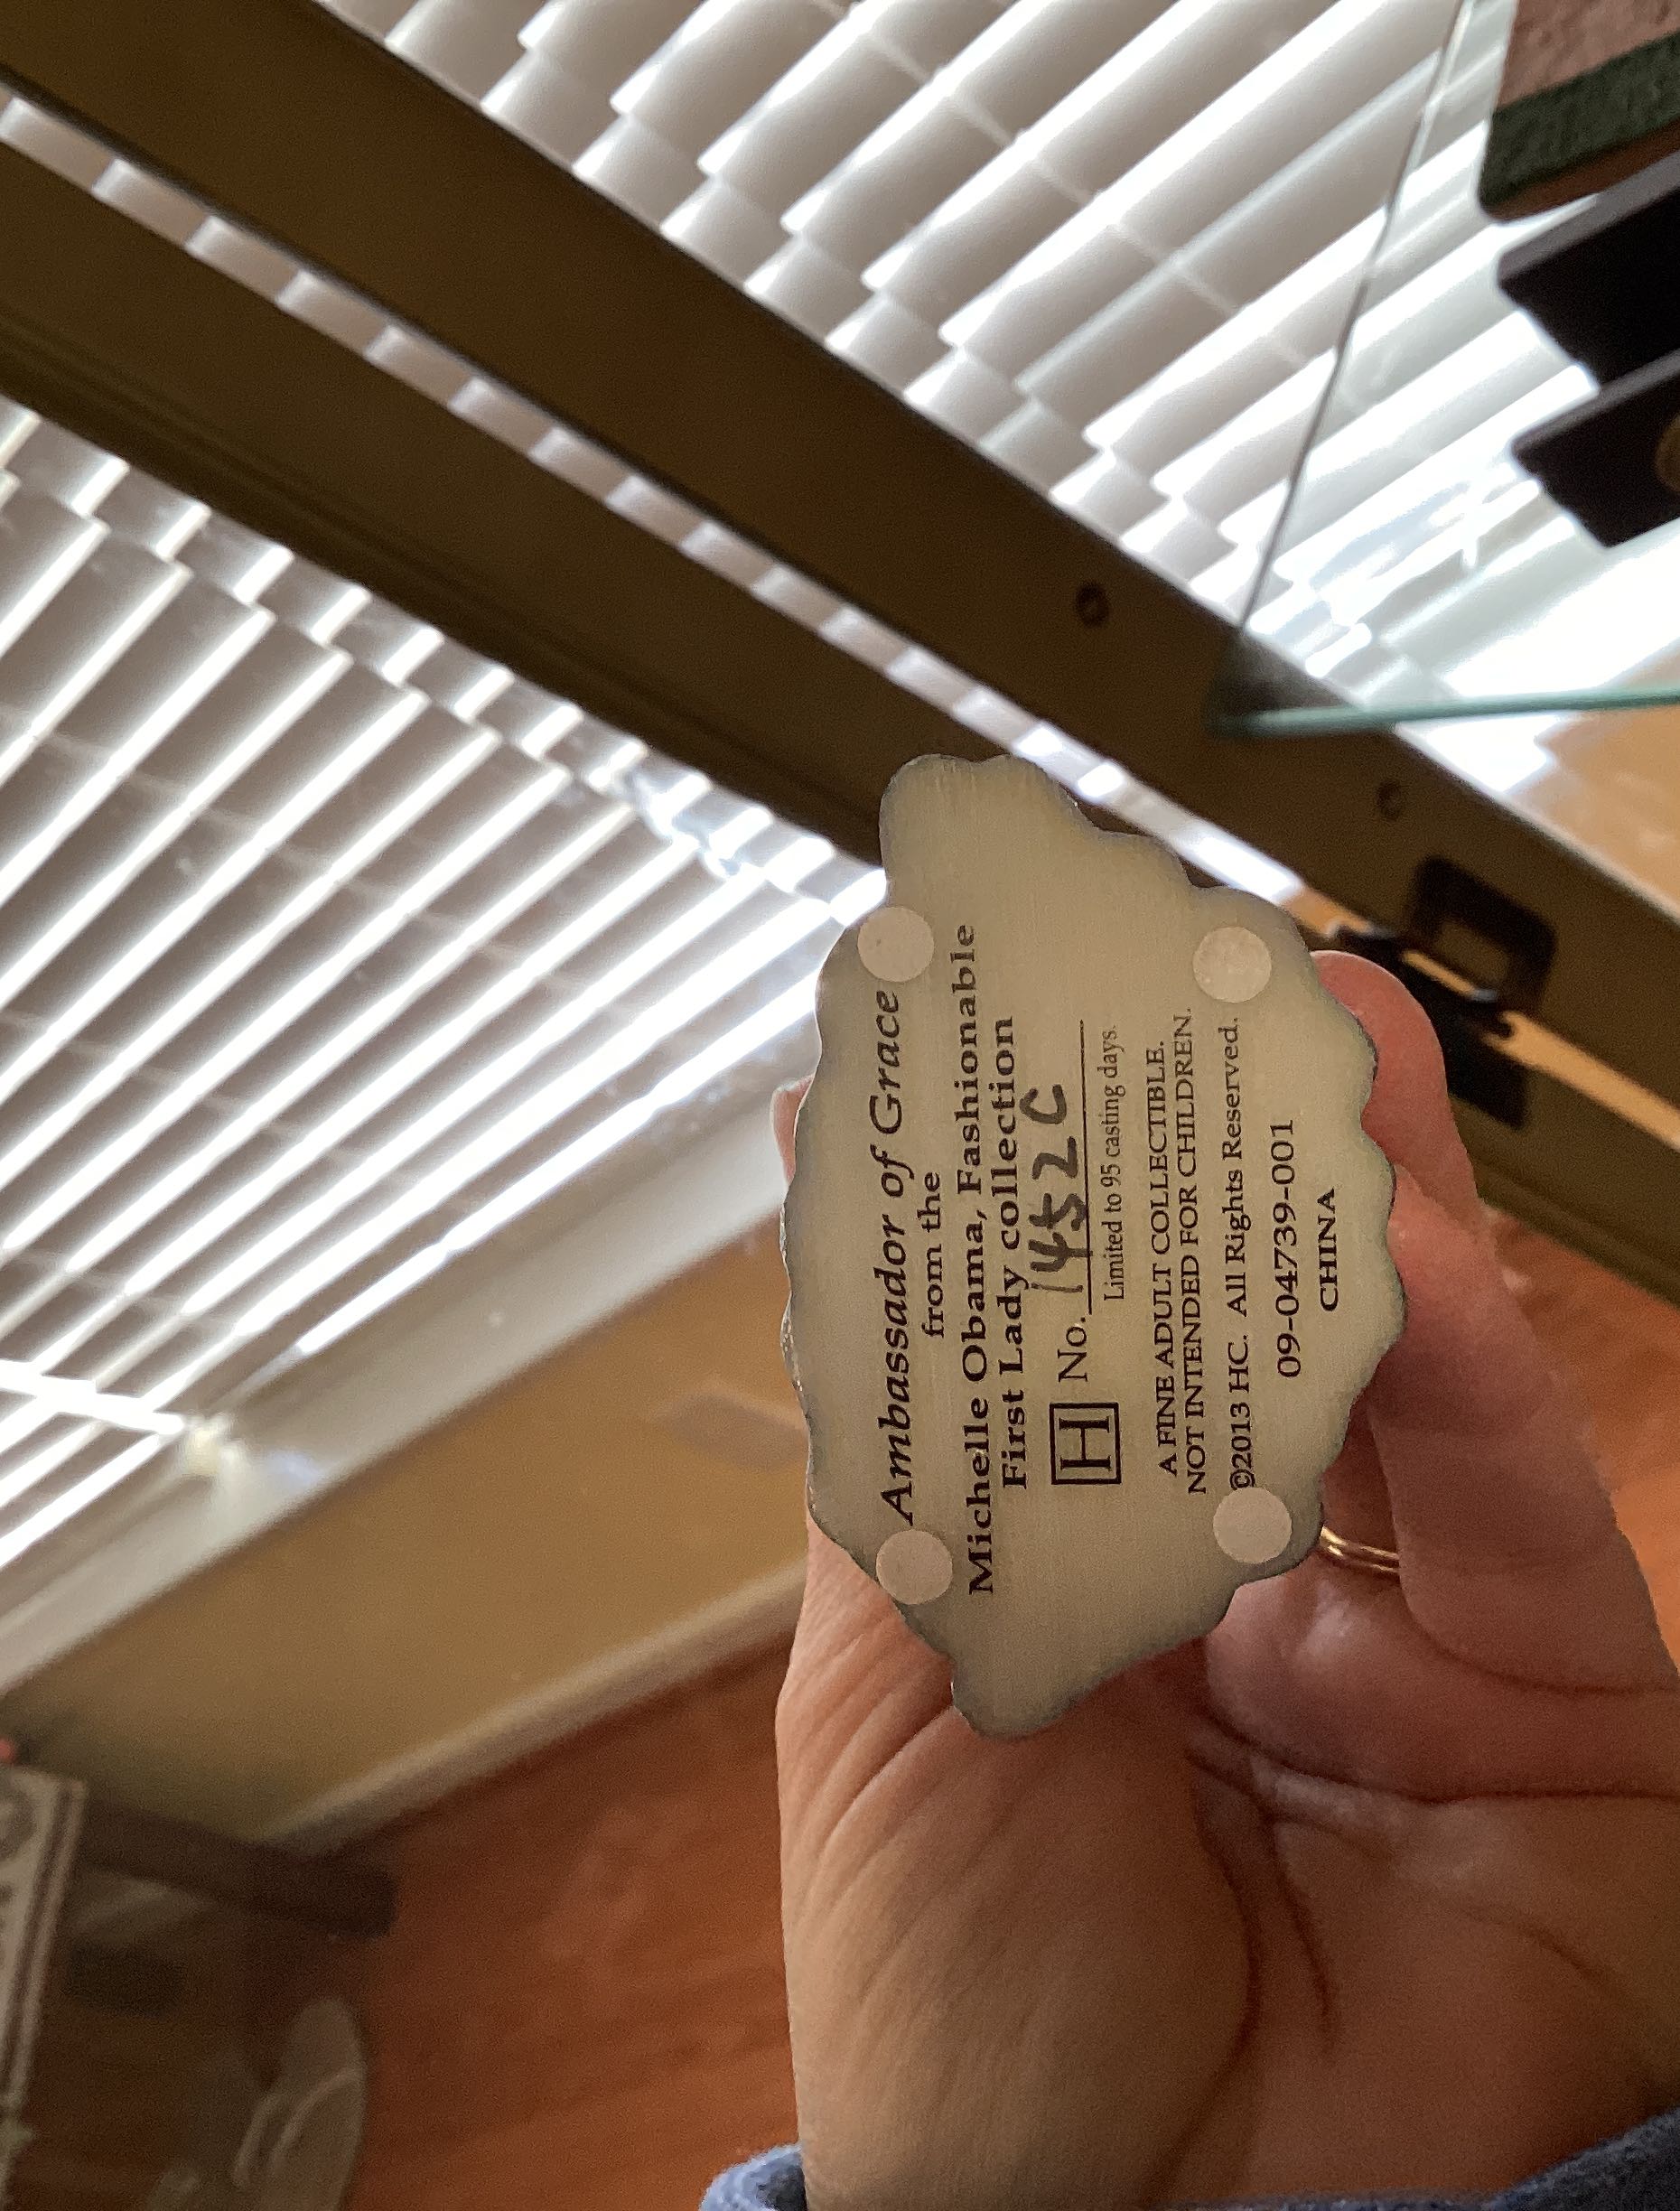 Ambassador of Grace
from the
Michelle Obama, Fashionable
First Lady collection
H No. 1452C
Limited to 95 casting days.
A FINE ADULT COLLECTIBLE.
NOT INTENDED FOR CHILDREN.
©2013 HC. All Rights Reserved.
09-04739-001
CHINA